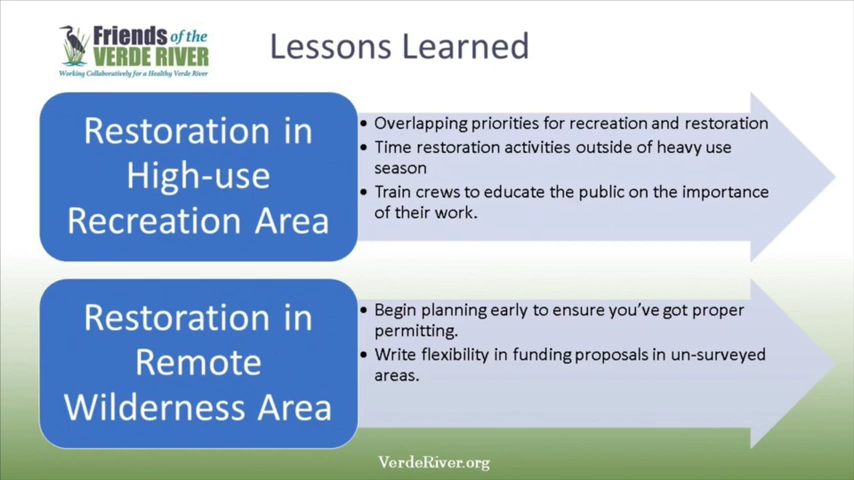 Friends of the
VERDE RIVER
Working Collaboratively for a Healthy Verde River
Lessons Learned
Restoration in
High-use
Recreation Area
• Overlapping priorities for recreation and restoration
• Time restoration activities outside of heavy use
season
• Train crews to educate the public on the importance
of their work.
Restoration in
Remote
Wilderness Area
• Begin planning early to ensure you've got proper
permitting.
• Write flexibility in funding proposals in un-surveyed
areas.
VerdeRiver.org